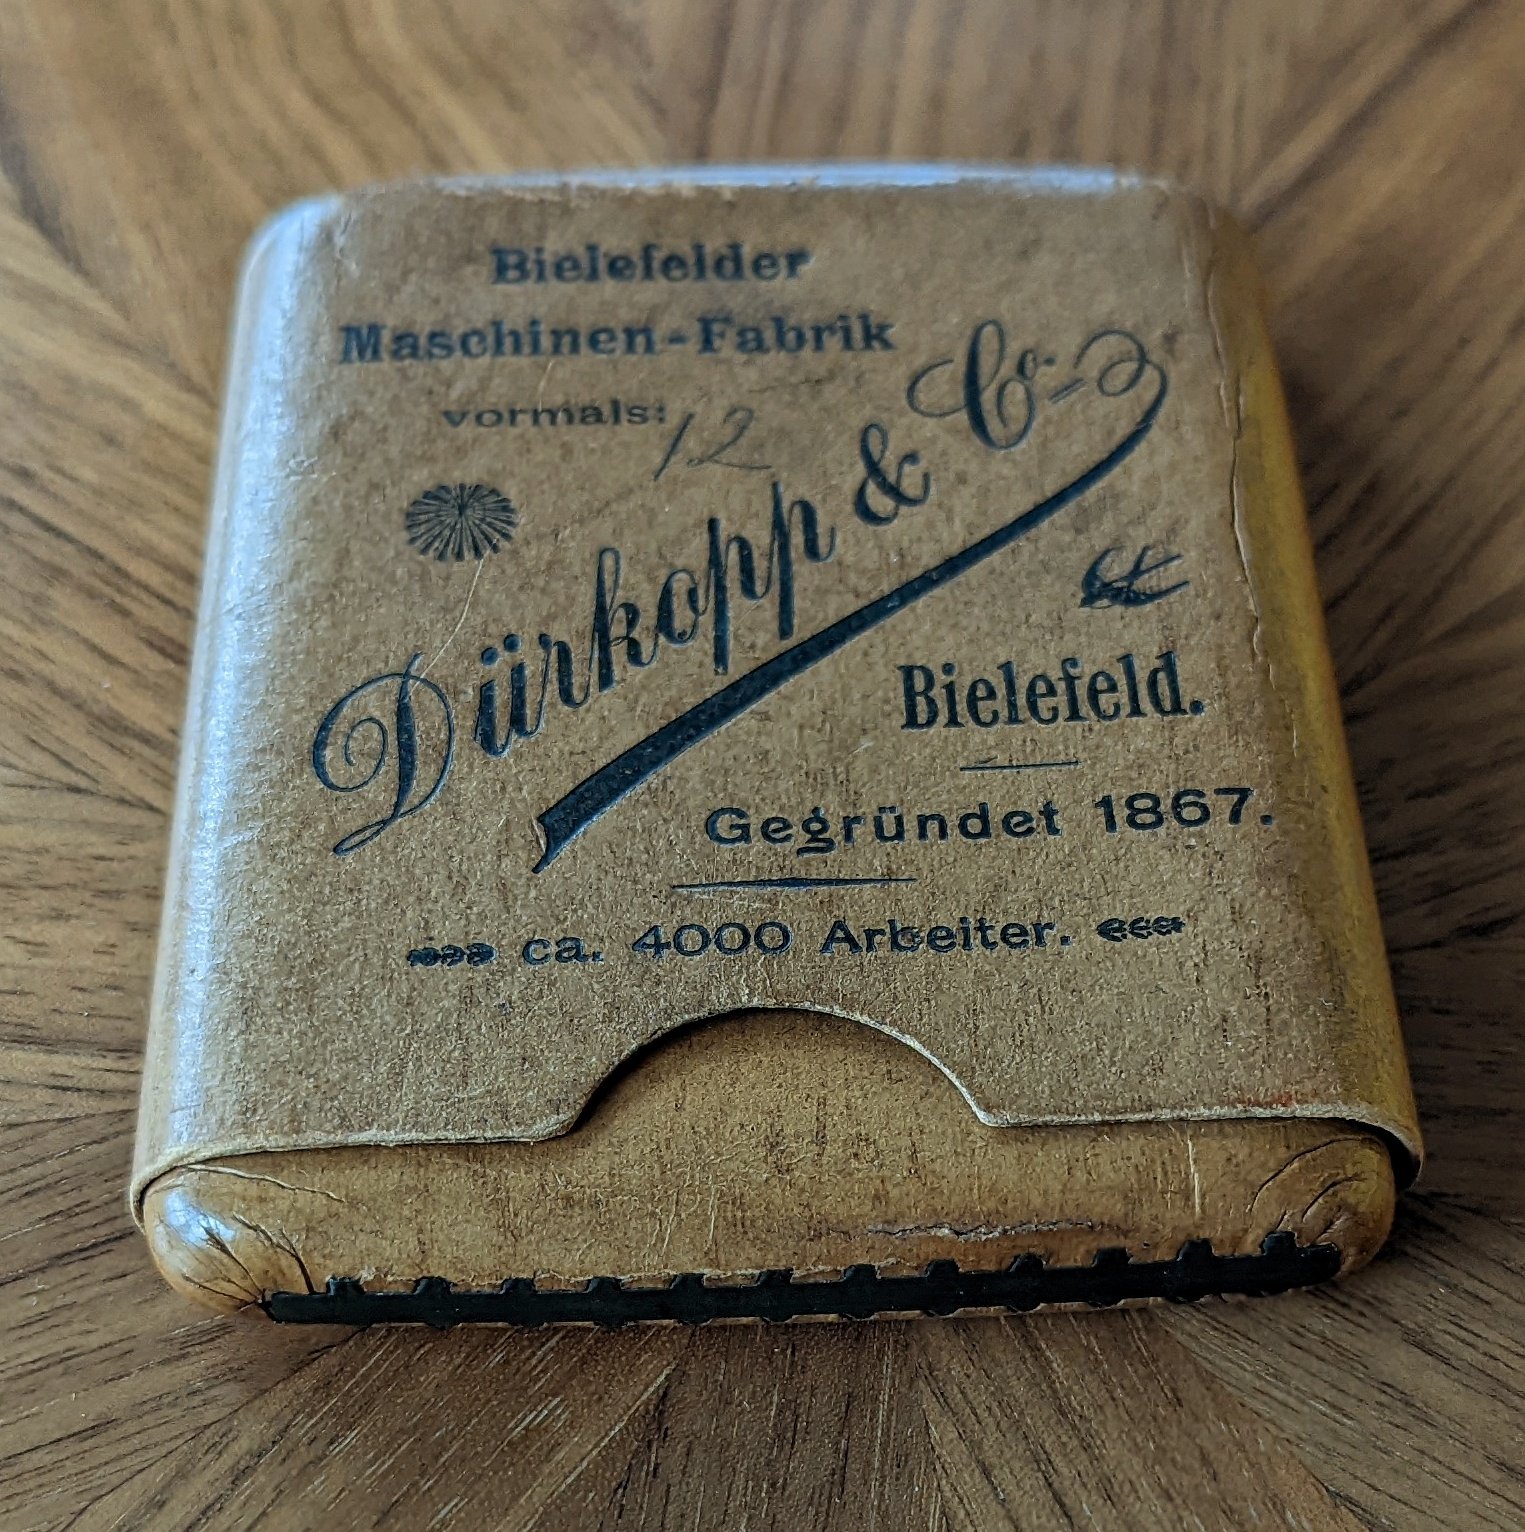 Bielefelder
Maschinen-Fabrik
vormals: 12
Dürkopp & Co.
Bielefeld.
Gegründet 1867.
ca. 4000 Arbeiter.